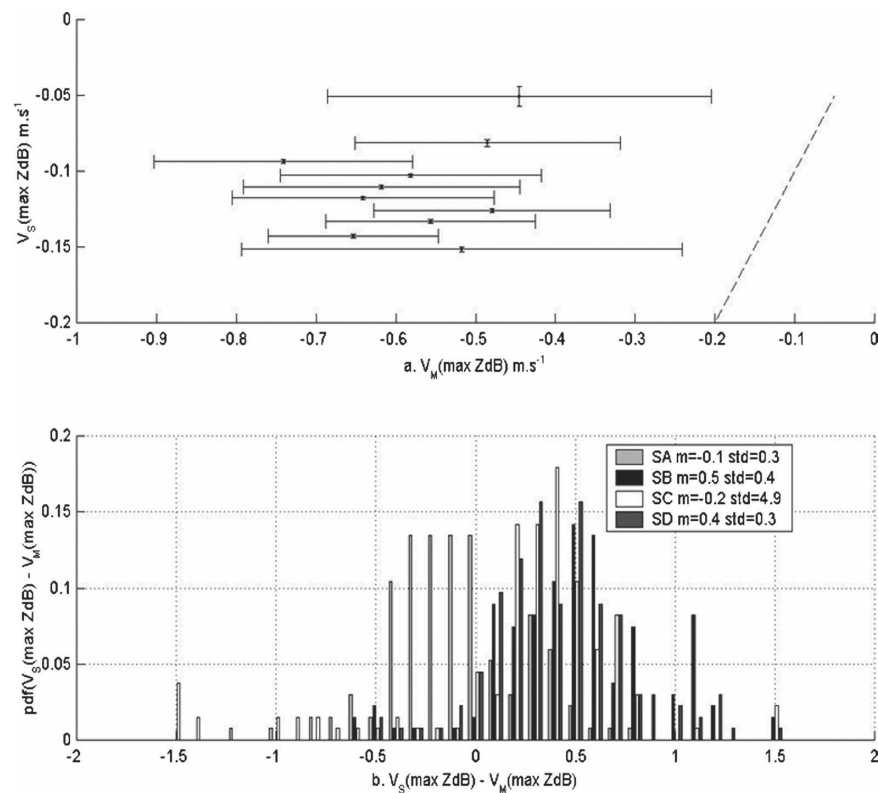 0
-0.05
-0.1
-0.15
-0.2
V_S(max ZdB) m.s⁻¹
-1 -0.9 -0.8 -0.7 -0.6 -0.5 -0.4 -0.3 -0.2 -0.1 0
a. V_M(max ZdB) m.s⁻¹
0.2
0.15
0.1
0.05
0
pdf(V_S(max ZdB) - V_M(max ZdB))
SA m=-0.1 std=0.3
SB m=0.5 std=0.4
SC m=-0.2 std=4.9
SD m=0.4 std=0.3
-2 -1.5 -1 -0.5 0 0.5 1 1.5 2
b. V_S(max ZdB) - V_M(max ZdB)